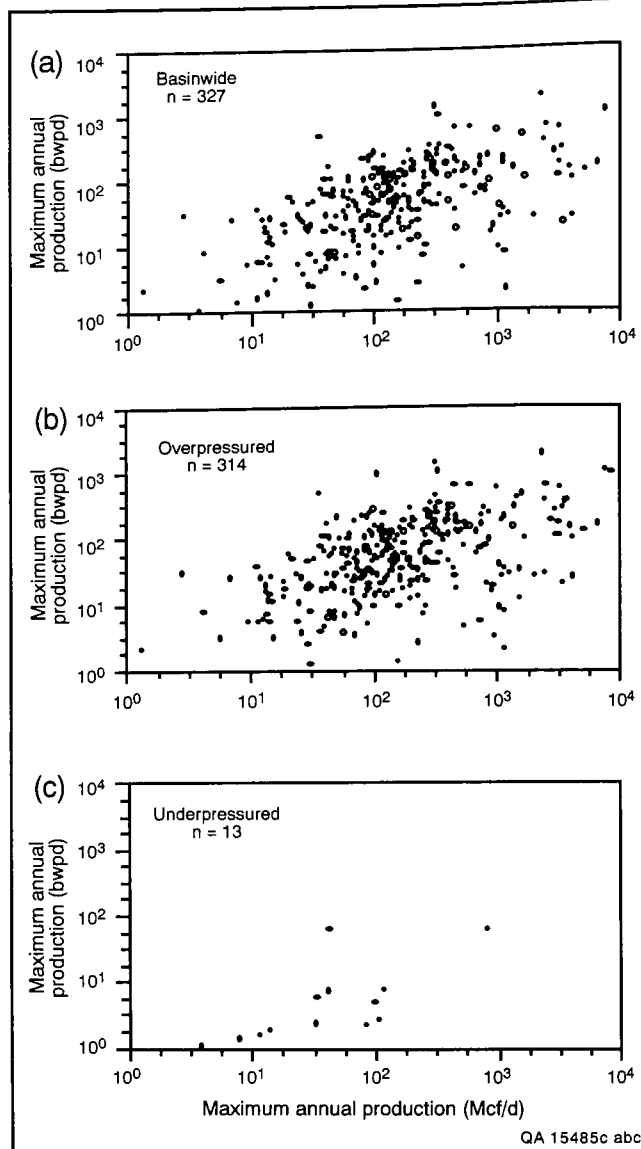 (a)
Basinwide
n = 327
Maximum annual
production (bwpd)
10⁴
10³
10²
10¹
10⁰
10⁰ 10¹ 10² 10³ 10⁴
(b)
Overpressured
n = 314
Maximum annual
production (bwpd)
10⁴
10³
10²
10¹
10⁰
10⁰ 10¹ 10² 10³ 10⁴
(c)
Underpressured
n = 13
Maximum annual
production (bwpd)
10⁴
10³
10²
10¹
10⁰
10⁰ 10¹ 10² 10³ 10⁴
Maximum annual production (Mcf/d)
QA 15485c abc